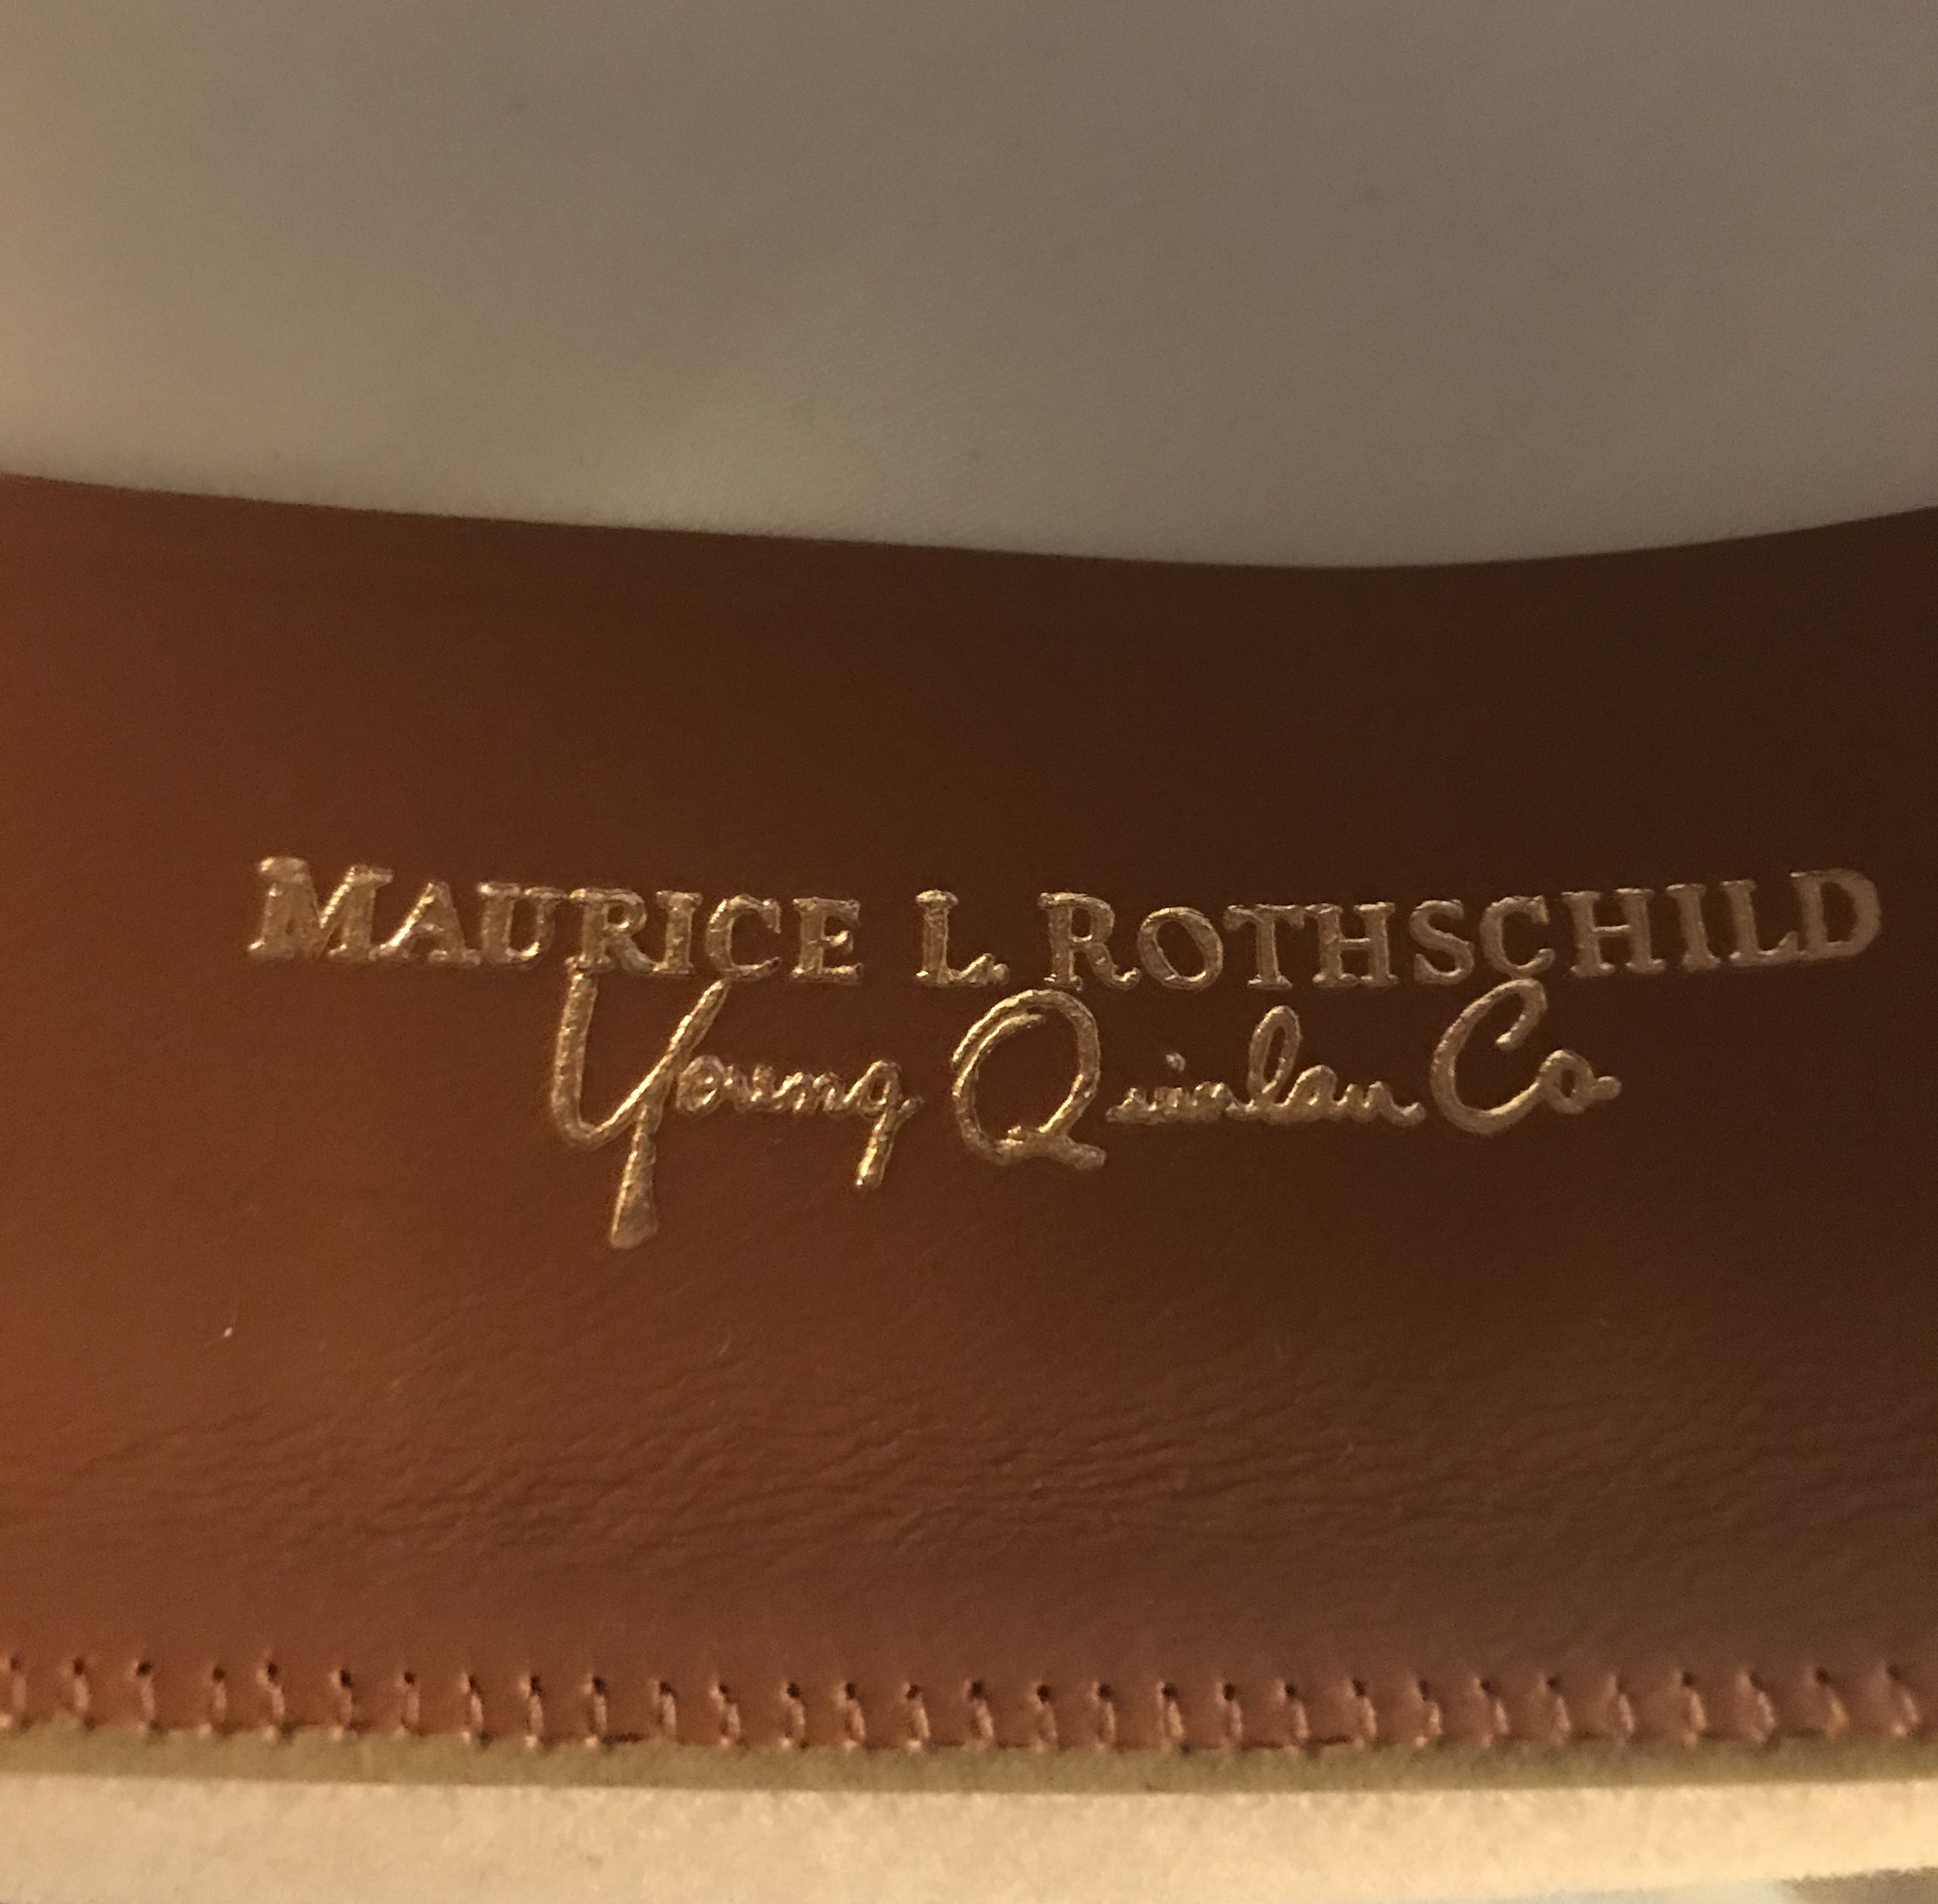 MAURICE L. ROTHSCHILD
Young Quinlan Co